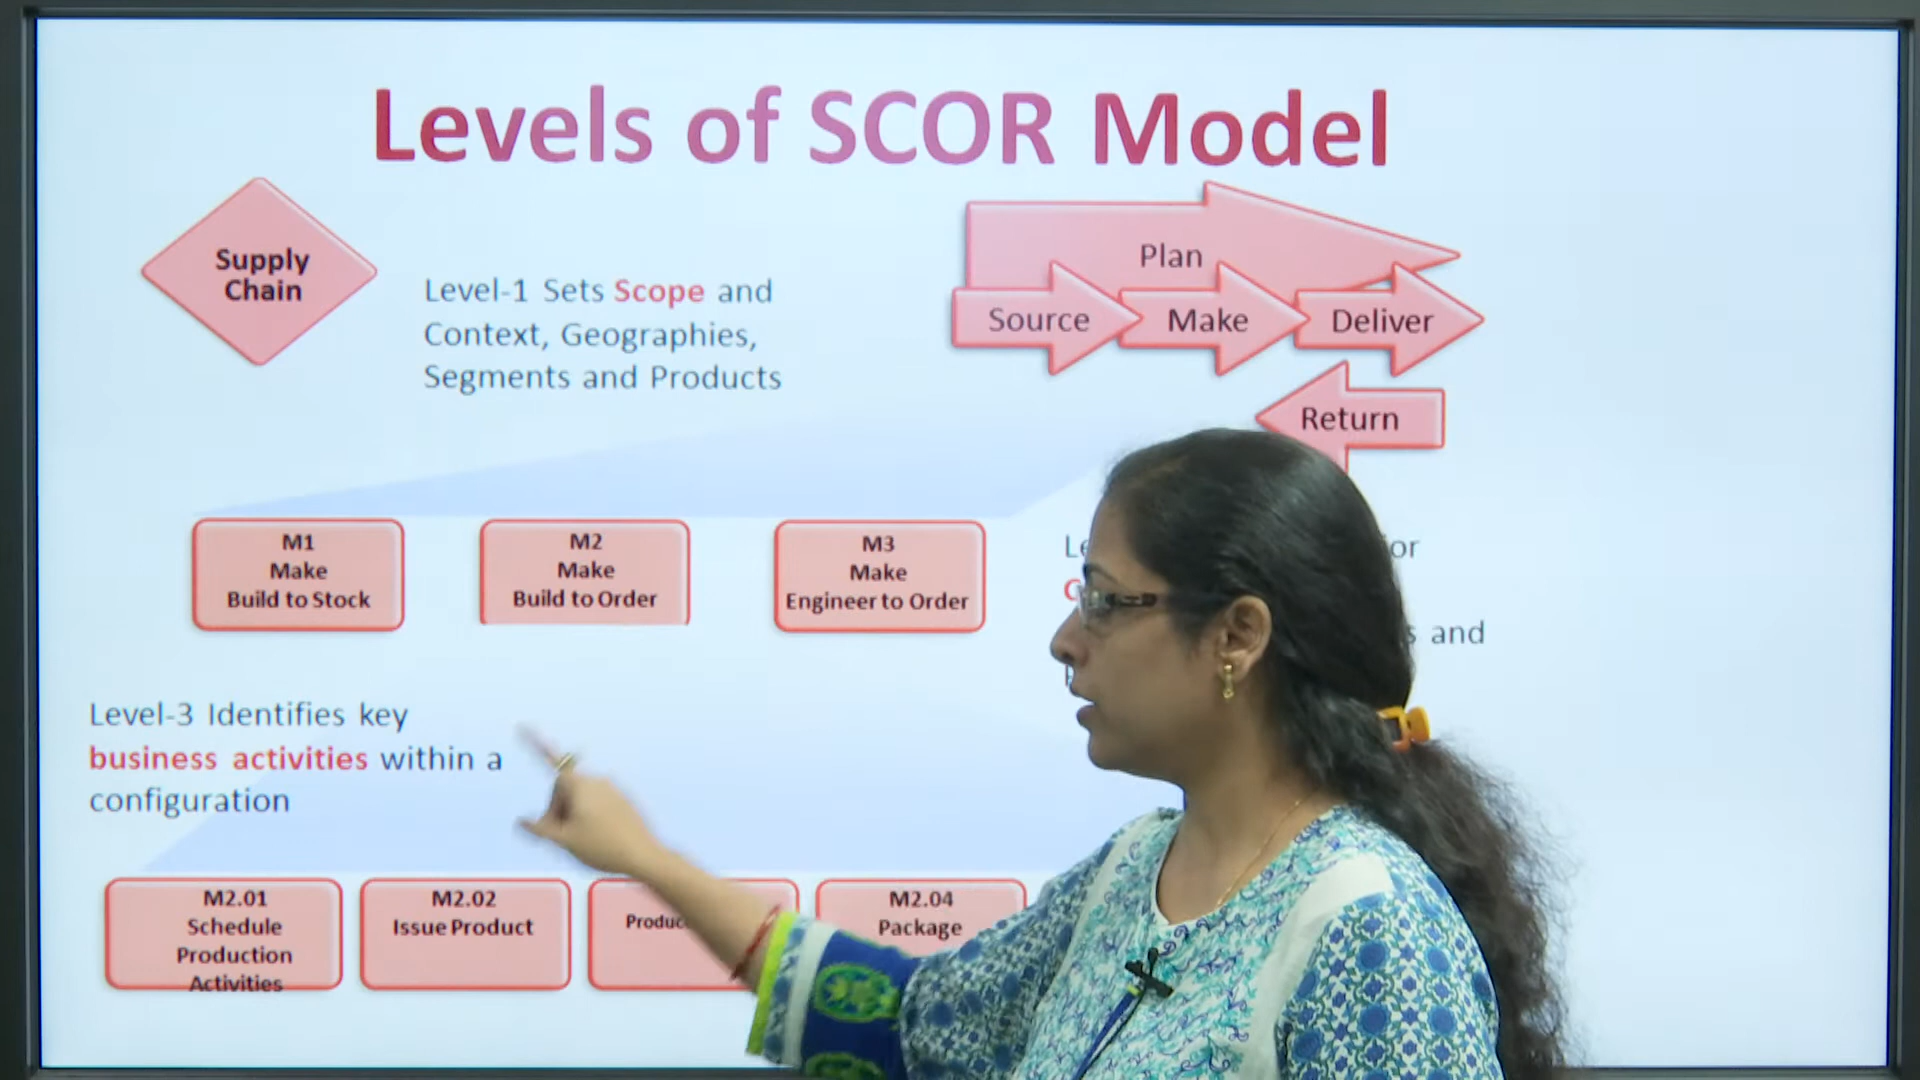 Levels of SCOR Model
Supply
Chain
Level-1 Sets Scope and
Context, Geographies,
Segments and Products
Plan
Source
Make
Deliver
Return
M1
Make
Build to Stock
M2
Make
Build to Order
M3
Make
Engineer to Order
and
Level-3 Identifies key
business activities within a
configuration
M2.01
Schedule
Production
Activities
M2.02
Issue Product
M2.04
Package